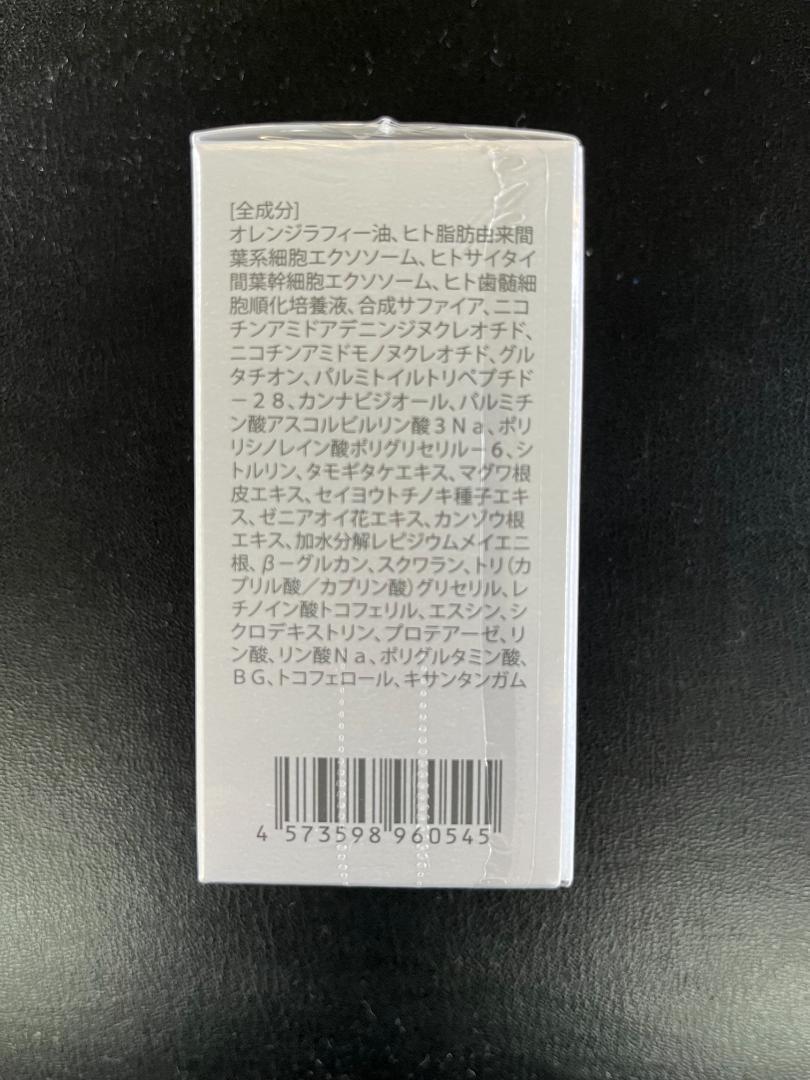 [全成分]
オレンジラフィー油、ヒト脂肪由来間
葉系細胞エクソソーム、ヒトサイタイ
間葉幹細胞エクソソーム、ヒト歯髄細
胞順化培養液、合成サファイア、ニコ
チンアミドアデニンジヌクレオチド、
ニコチンアミドモノヌクレオチド、グル
タチオン、パルミトイルトリペプチド
－２８、カンナビジオール、パルミチ
ン酸アスコルビルリン酸３Ｎａ、ポリ
リシノレイン酸ポリグリセリル－６、シ
トルリン、タモギタケエキス、マグワ根
皮エキス、セイヨウトチノキ種子エキ
ス、ゼニアオイ花エキス、カンゾウ根
エキス、加水分解レピジウムメイエニ
根、β－グルカン、スクワラン、トリ（カ
プリル酸／カプリン酸）グリセリル、レ
チノイン酸トコフェリル、エスシン、シ
クロデキストリン、プロテアーゼ、リ
ン酸、リン酸Ｎａ、ポリグルタミン酸、
ＢＧ、トコフェロール、キサンタンガム
4 573598 960545